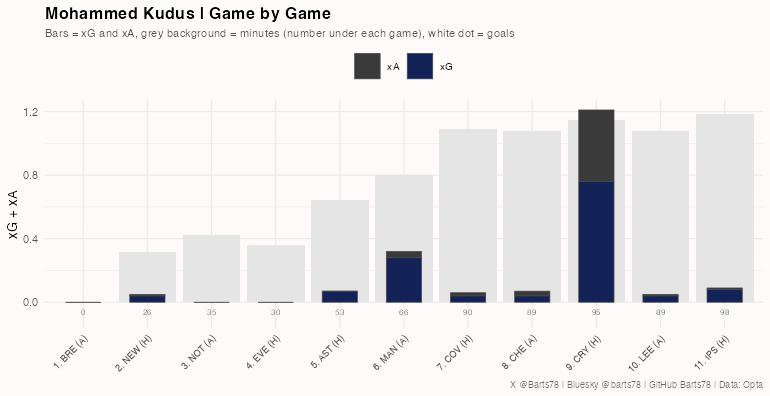 Mohammed Kudus | Game by Game
Bars = xG and xA, grey background = minutes (number under each game), white dot = goals
xA xG
xG + xA
1.2
0.8
0.4
0.0
0 26 35 30 53 66 90 89 95 89 98
1. BRE (A)
2. NEW (H)
3. NOT (A)
4. EVE (H)
5. AST (H)
6. MAN (A)
7. COV (H)
8. CHE (A)
9. CRY (H)
10. LEE (A)
11. IPS (H)
X @Barts78 | Bluesky @barts78 | GitHub Barts78 | Data: Opta